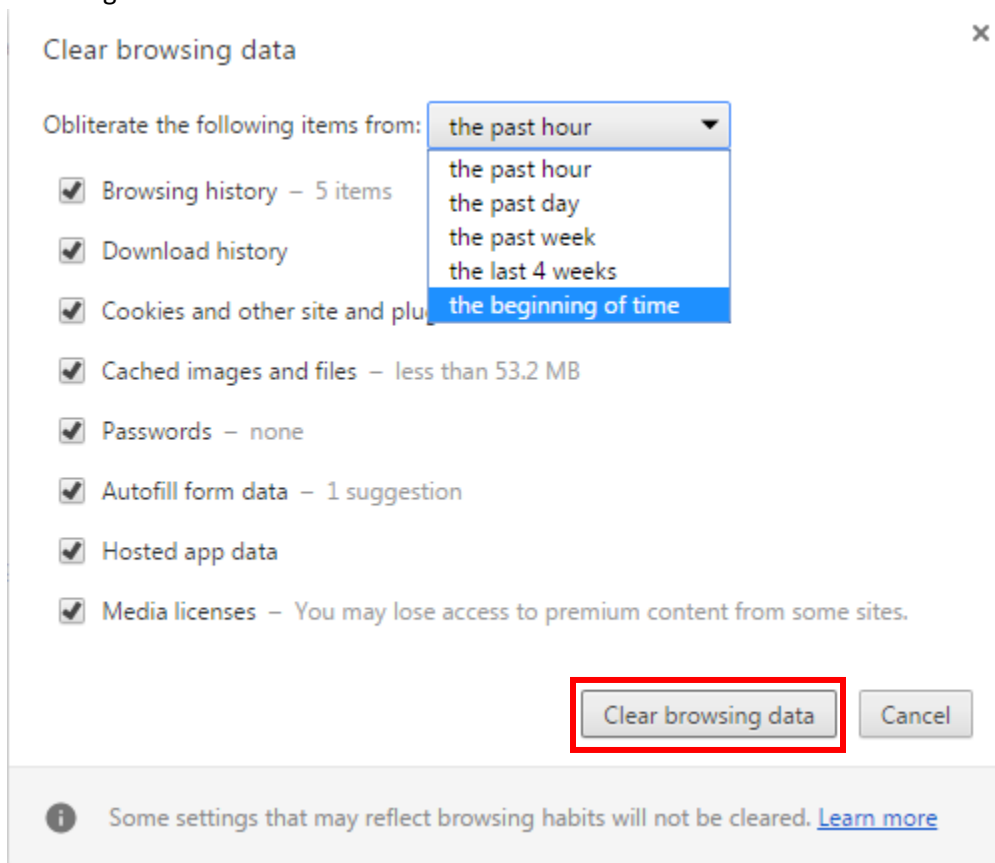 Clear browsing data
Obliterate the following items from: the past hour
the past hour
Browsing history – 5 items
the past day
the past week
Download history
the last 4 weeks
the beginning of time
Cookies and other site and
Cached images and files – less than 53.2 MB
Passwords – none
Autofill form data – 1 suggestion
Hosted app data
Media licenses – You may lose access to premium content from some sites.
Clear browsing data Cancel
Some settings that may reflect browsing habits will not be cleared. Learn more